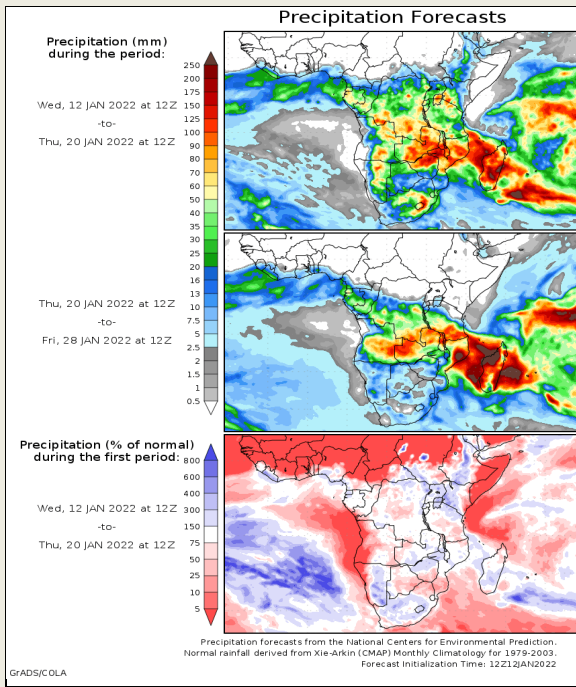 Precipitation Forecasts
Precipitation (mm)
during the period:
Wed, 12 JAN 2022 at 12Z
-to-
Thu, 20 JAN 2022 at 12Z
250
200
175
150
125
100
90
80
70
60
50
40
35
30
25
20
16
13
10
7.5
5
2.5
2
1.5
1
0.5
Thu, 20 JAN 2022 at 12Z
-to-
Fri, 28 JAN 2022 at 12Z
Precipitation (% of normal)
during the first period:
Wed, 12 JAN 2022 at 12Z
-to-
Thu, 20 JAN 2022 at 12Z
800
600
400
300
150
75
50
25
10
5
Precipitation forecasts from the National Centers for Environmental Prediction.
Normal rainfall derived from Xie-Arkin (CMAP) Monthly Climatology for 1979-2003.
Forecast Initialization Time: 12Z12JAN2022
GrADS/COLA